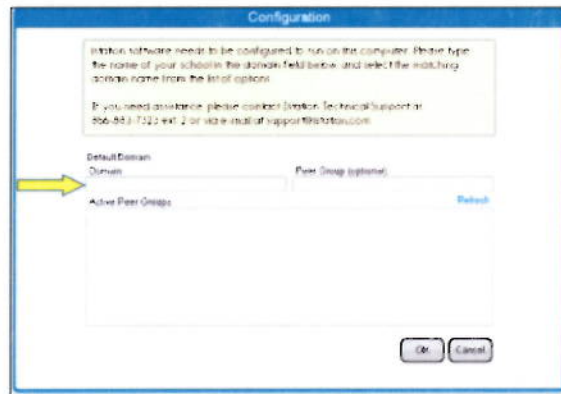 Configuration
Istation software needs to be configured to run on this computer. Please type
the name of your school in the domain field below and select the matching
domain name from the list of options
If you need assistance please contact Istation Technical Support at
866-883-7323 ext 2 or via e-mail at support@istation.com
Default Domain
Domain Peer Group (optional)
Active Peer Groups Refresh
OK Cancel